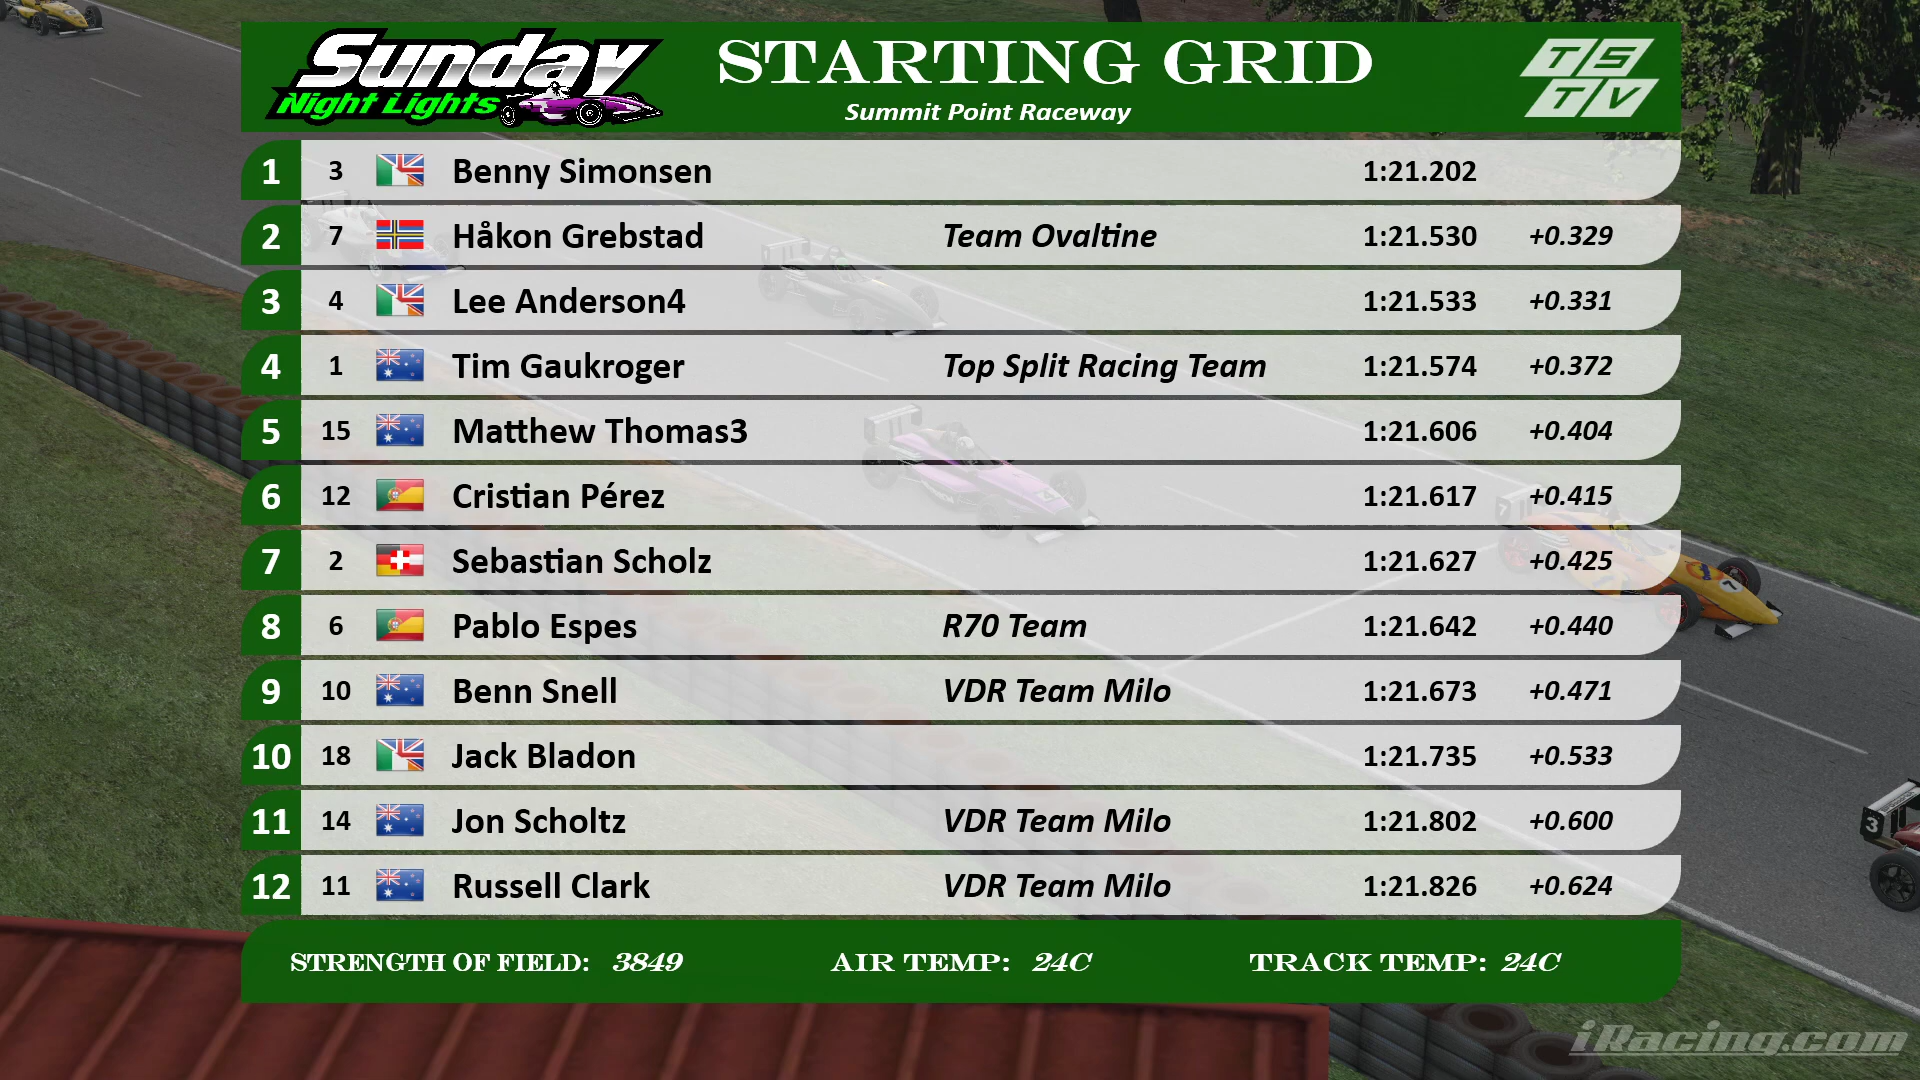 Sunday
Night Lights
STARTING GRID
Summit Point Raceway
TS
TV
1 3 Benny Simonsen 1:21.202
2 7 Håkon Grebstad Team Ovaltine 1:21.530 +0.329
3 4 Lee Anderson4 1:21.533 +0.331
4 1 Tim Gaukroger Top Split Racing Team 1:21.574 +0.372
5 15 Matthew Thomas3 1:21.606 +0.404
6 12 Cristian Pérez 1:21.617 +0.415
7 2 Sebastian Scholz 1:21.627 +0.425
8 6 Pablo Espes R70 Team 1:21.642 +0.440
9 10 Benn Snell VDR Team Milo 1:21.673 +0.471
10 18 Jack Bladon 1:21.735 +0.533
11 14 Jon Scholtz VDR Team Milo 1:21.802 +0.600
12 11 Russell Clark VDR Team Milo 1:21.826 +0.624
3
STRENGTH OF FIELD: 3849 AIR TEMP: 24C TRACK TEMP: 24C
iRacing.com